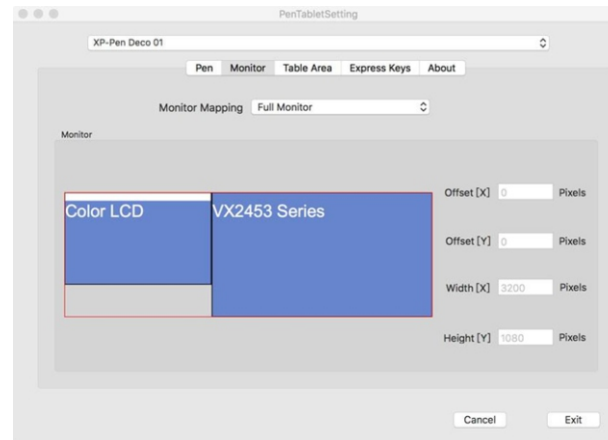 PenTabletSetting
XP-Pen Deco 01
Pen Monitor Table Area Express Keys About
Monitor Mapping Full Monitor
Monitor
Color LCD VX2453 Series
Offset [X] 0 Pixels
Offset [Y] 0 Pixels
Width [X] 3200 Pixels
Height [Y] 1080 Pixels
Cancel Exit